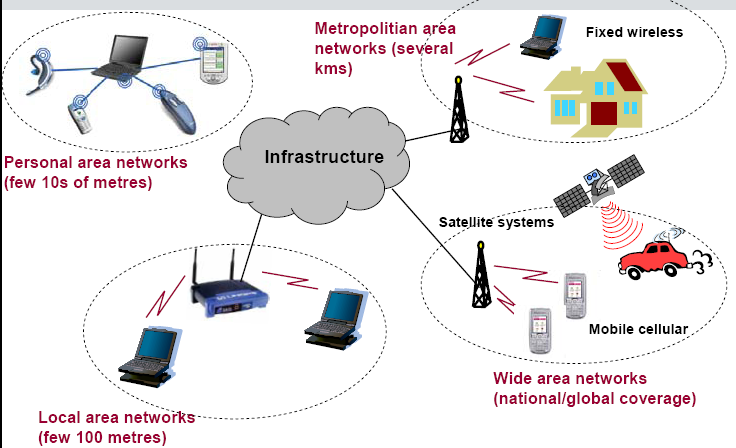 Metropolitian area
networks (several
kms)
Fixed wireless
Personal area networks
(few 10s of metres)
Infrastructure
Satellite systems
Mobile cellular
Wide area networks
(national/global coverage)
Local area networks
(few 100 metres)